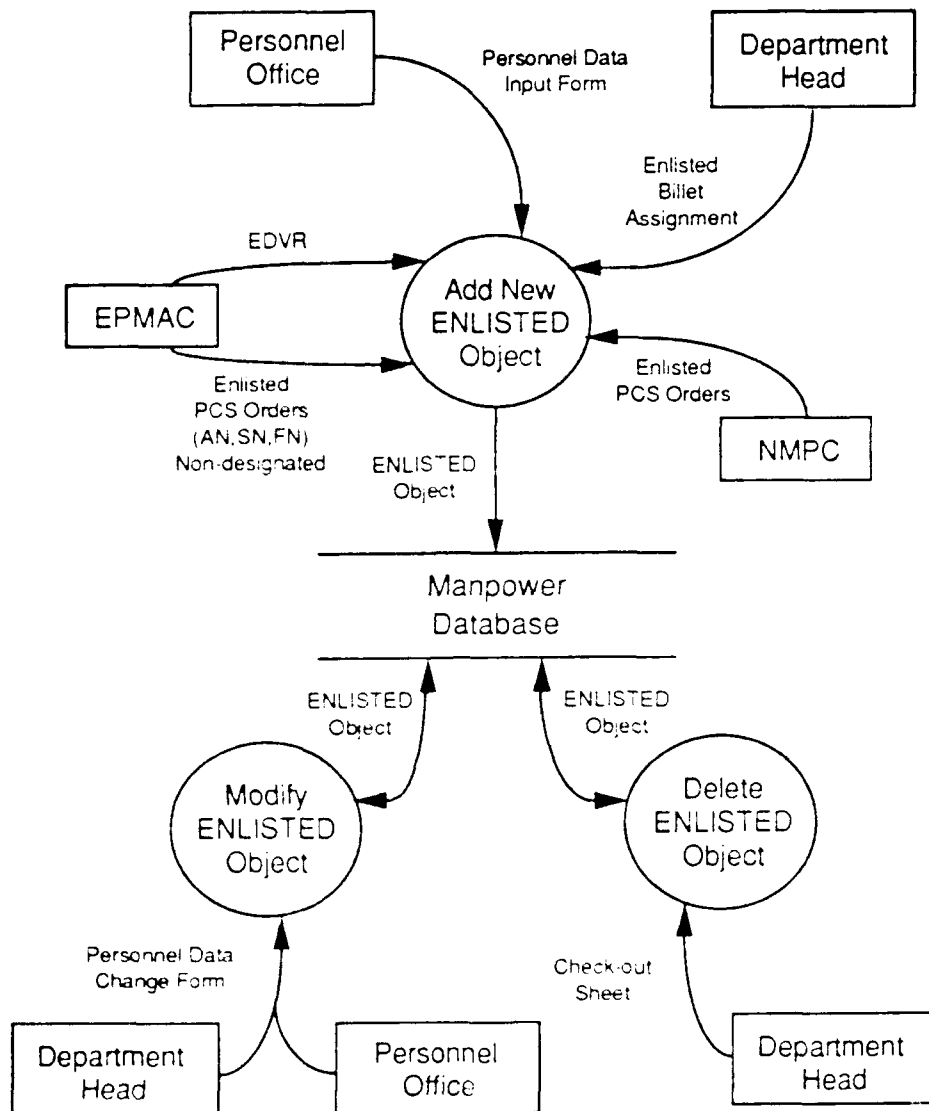 Personnel
Office
Personnel Data
Input Form
Department
Head
Enlisted
Billet
Assignment
EDVR
EPMAC
Add New
ENLISTED
Object
Enlisted
PCS Orders
(AN,SN,FN)
Non-designated
Enlisted
PCS Orders
NMPC
ENLISTED
Object
Manpower
Database
ENLISTED
Object
ENLISTED
Object
Modify
ENLISTED
Object
Delete
ENLISTED
Object
Personnel Data
Change Form
Check-out
Sheet
Department
Head
Personnel
Office
Department
Head